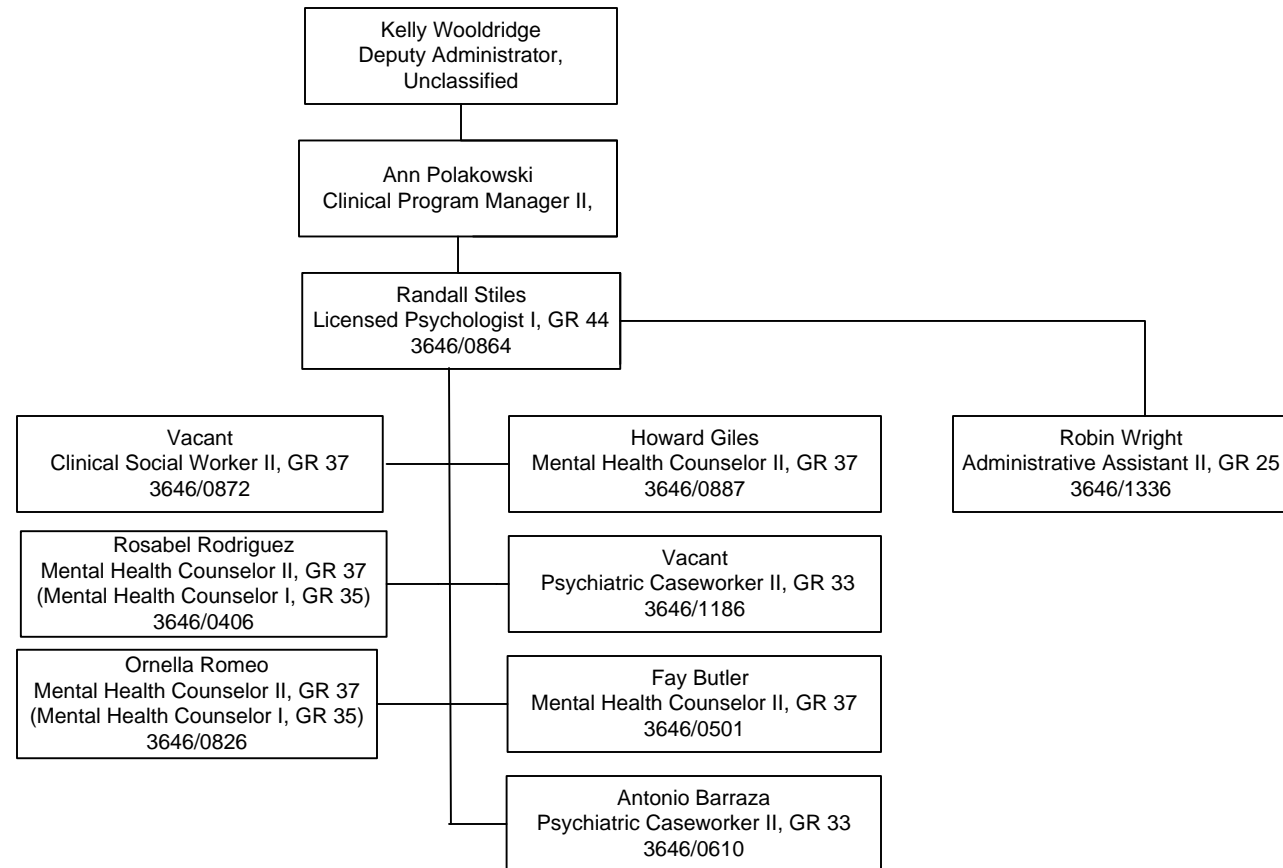 Kelly Wooldridge
Deputy Administrator,
Unclassified
Ann Polakowski
Clinical Program Manager II,
Randall Stiles
Licensed Psychologist I, GR 44
3646/0864
Vacant
Clinical Social Worker II, GR 37
3646/0872
Howard Giles
Mental Health Counselor II, GR 37
3646/0887
Robin Wright
Administrative Assistant II, GR 25
3646/1336
Rosabel Rodriguez
Mental Health Counselor II, GR 37
(Mental Health Counselor I, GR 35)
3646/0406
Vacant
Psychiatric Caseworker II, GR 33
3646/1186
Ornella Romeo
Mental Health Counselor II, GR 37
(Mental Health Counselor I, GR 35)
3646/0826
Fay Butler
Mental Health Counselor II, GR 37
3646/0501
Antonio Barraza
Psychiatric Caseworker II, GR 33
3646/0610